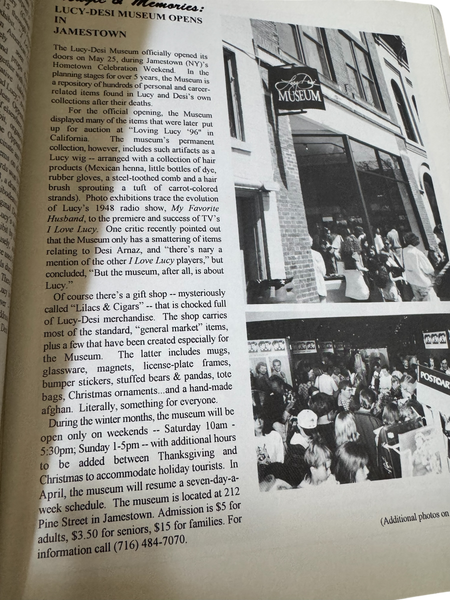 & Memories:
LUCY-DESI MUSEUM OPENS
IN
JAMESTOWN
The Lucy-Desi Museum officially opened its
doors on May 25, during Jamestown (NY)'s
Hometown Celebration Weekend. In the
planning stages for over 5 years, the Museum is
a repository of hundreds of personal and career-
related items found in Lucy and Desi's own
collections after their deaths.
For the official opening, the Museum
displayed many of the items that were later put
up for auction at "Loving Lucy '96" in
California. The museum's permanent
collection, however, includes such artifacts as a
Lucy wig -- arranged with a collection of hair
products (Mexican henna, little bottles of dye,
rubber gloves, a steel-toothed comb and a hair
brush sprouting a tuft of carrot-colored
strands). Photo exhibitions trace the evolution
of Lucy's 1948 radio show, My Favorite
Husband, to the premiere and success of TV's
I Love Lucy. One critic recently pointed out
that the Museum only has a smattering of items
relating to Desi Arnaz, and "there's nary a
mention of the other I Love Lucy players," but
concluded, "But the museum, after all, is about
Lucy."
Of course there's a gift shop -- mysteriously
called "Lilacs & Cigars" -- that is chocked full
of Lucy-Desi merchandise. The shop carries
most of the standard, "general market" items,
plus a few that have been created especially for
the Museum. The latter includes mugs,
glassware, magnets, license-plate frames,
bumper stickers, stuffed bears & pandas, tote
bags, Christmas ornaments...and a hand-made
afghan. Literally, something for everyone.
During the winter months, the museum will be
open only on weekends -- Saturday 10am -
5:30pm; Sunday 1-5pm -- with additional hours
to be added between Thanksgiving and
Christmas to accommodate holiday tourists. In
April, the museum will resume a seven-day-a-
week schedule. The museum is located at 212
Pine Street in Jamestown. Admission is $5 for
adults, $3.50 for seniors, $15 for families. For
information call (716) 484-7070.
MUSEUM
POSTCAR
(Additional photos on